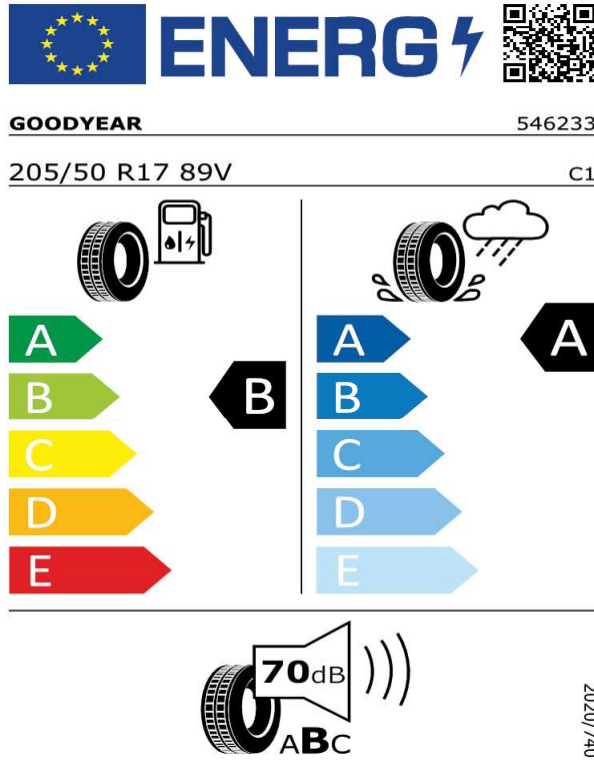 ENERG
GOODYEAR
546233
205/50 R17 89V
C1
A
B
C
D
E
B
A
B
C
D
E
A
70dB
ABC
2020/740